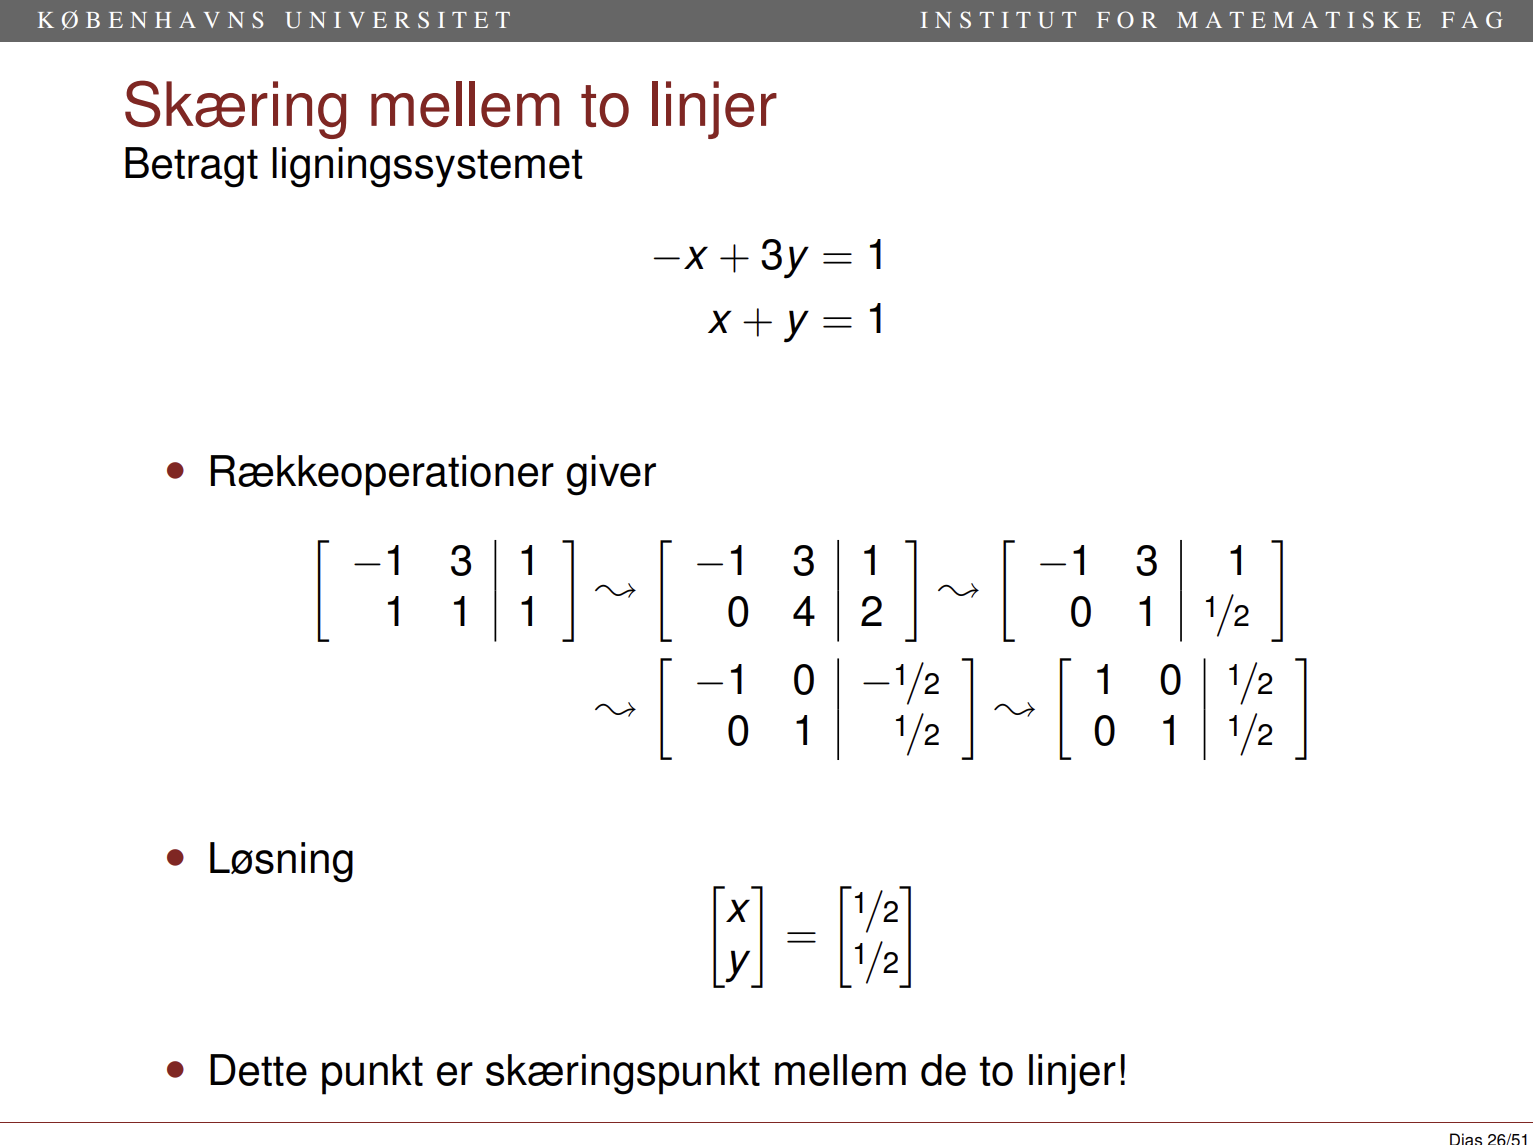 KØBENHAVNS UNIVERSITET INSTITUT FOR MATEMATISKE FAG
Skæring mellem to linjer
Betragt ligningssystemet
−x + 3y = 1
x + y = 1
• Rækkeoperationer giver
[ −1 3 | 1 ] ⇝ [ −1 3 | 1 ] ⇝ [ −1 3 | 1 ]
[ 1 1 | 1 ] [ 0 4 | 2 ] [ 0 1 | 1/2 ]
⇝ [ −1 0 | −1/2 ] ⇝ [ 1 0 | 1/2 ]
[ 0 1 | 1/2 ] [ 0 1 | 1/2 ]
• Løsning
[x] = [1/2]
[y] [1/2]
• Dette punkt er skæringspunkt mellem de to linjer!
Dias 26/51